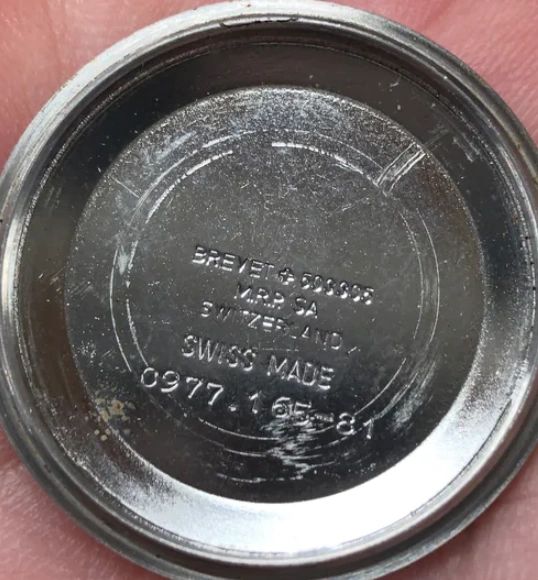 BREVET ✚
M.R.P. SA
SWITZERLAND
SWISS MADE
0977.165-81